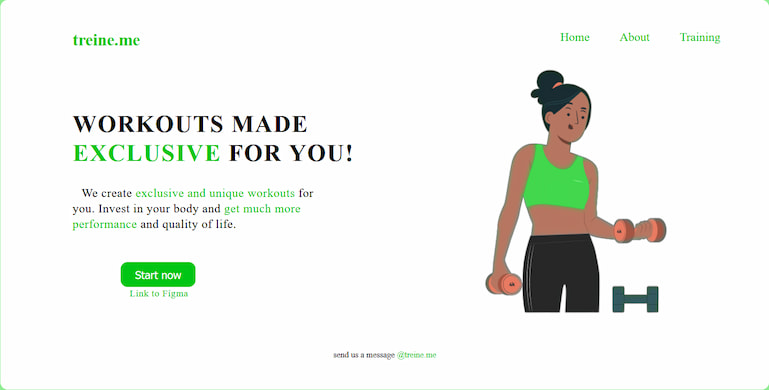 treine.me
Home About Training
WORKOUTS MADE
EXCLUSIVE FOR YOU!
We create exclusive and unique workouts for
you. Invest in your body and get much more
performance and quality of life.
Start now
Link to Figma
send us a message @treine.me